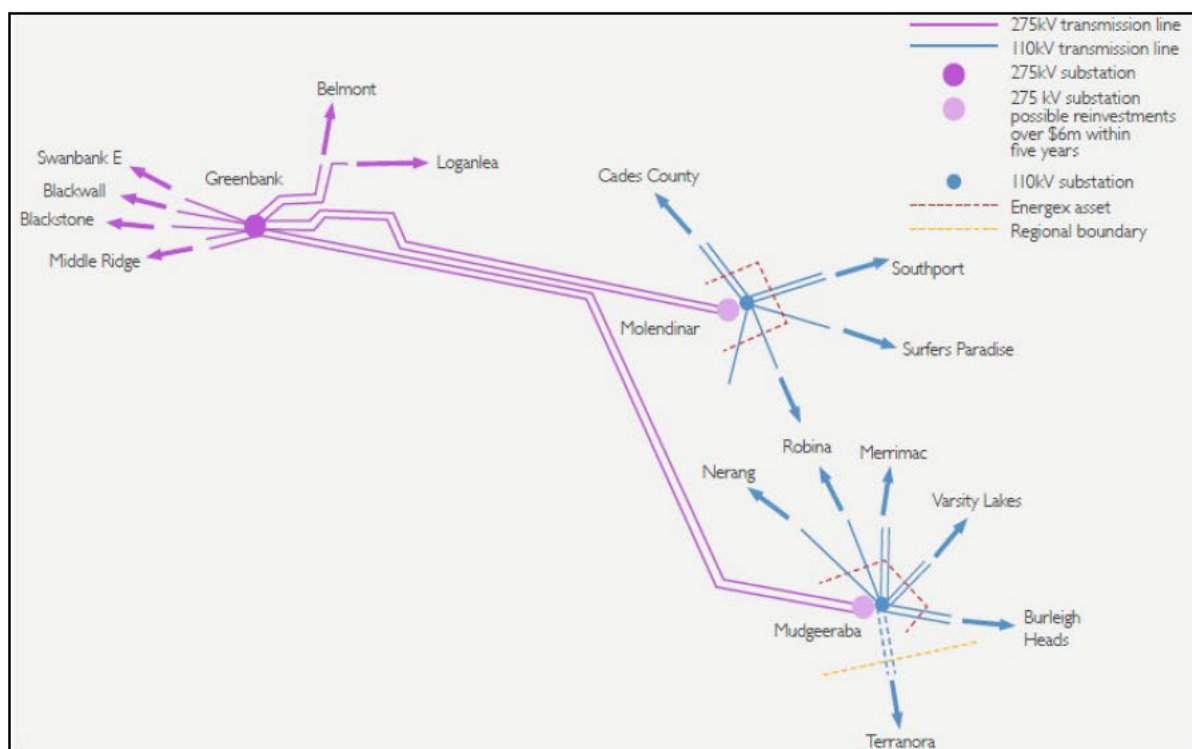 275kV transmission line
110kV transmission line
275kV substation
275 kV substation
possible reinvestments
over $6m within
five years
110kV substation
Energex asset
Regional boundary
Belmont
Swanbank E
Greenbank
Loganlea
Blackwall
Blackstone
Middle Ridge
Cades County
Southport
Molendinar
Surfers Paradise
Robina
Merrimac
Nerang
Varsity Lakes
Mudgeeraba
Burleigh
Heads
Terranora